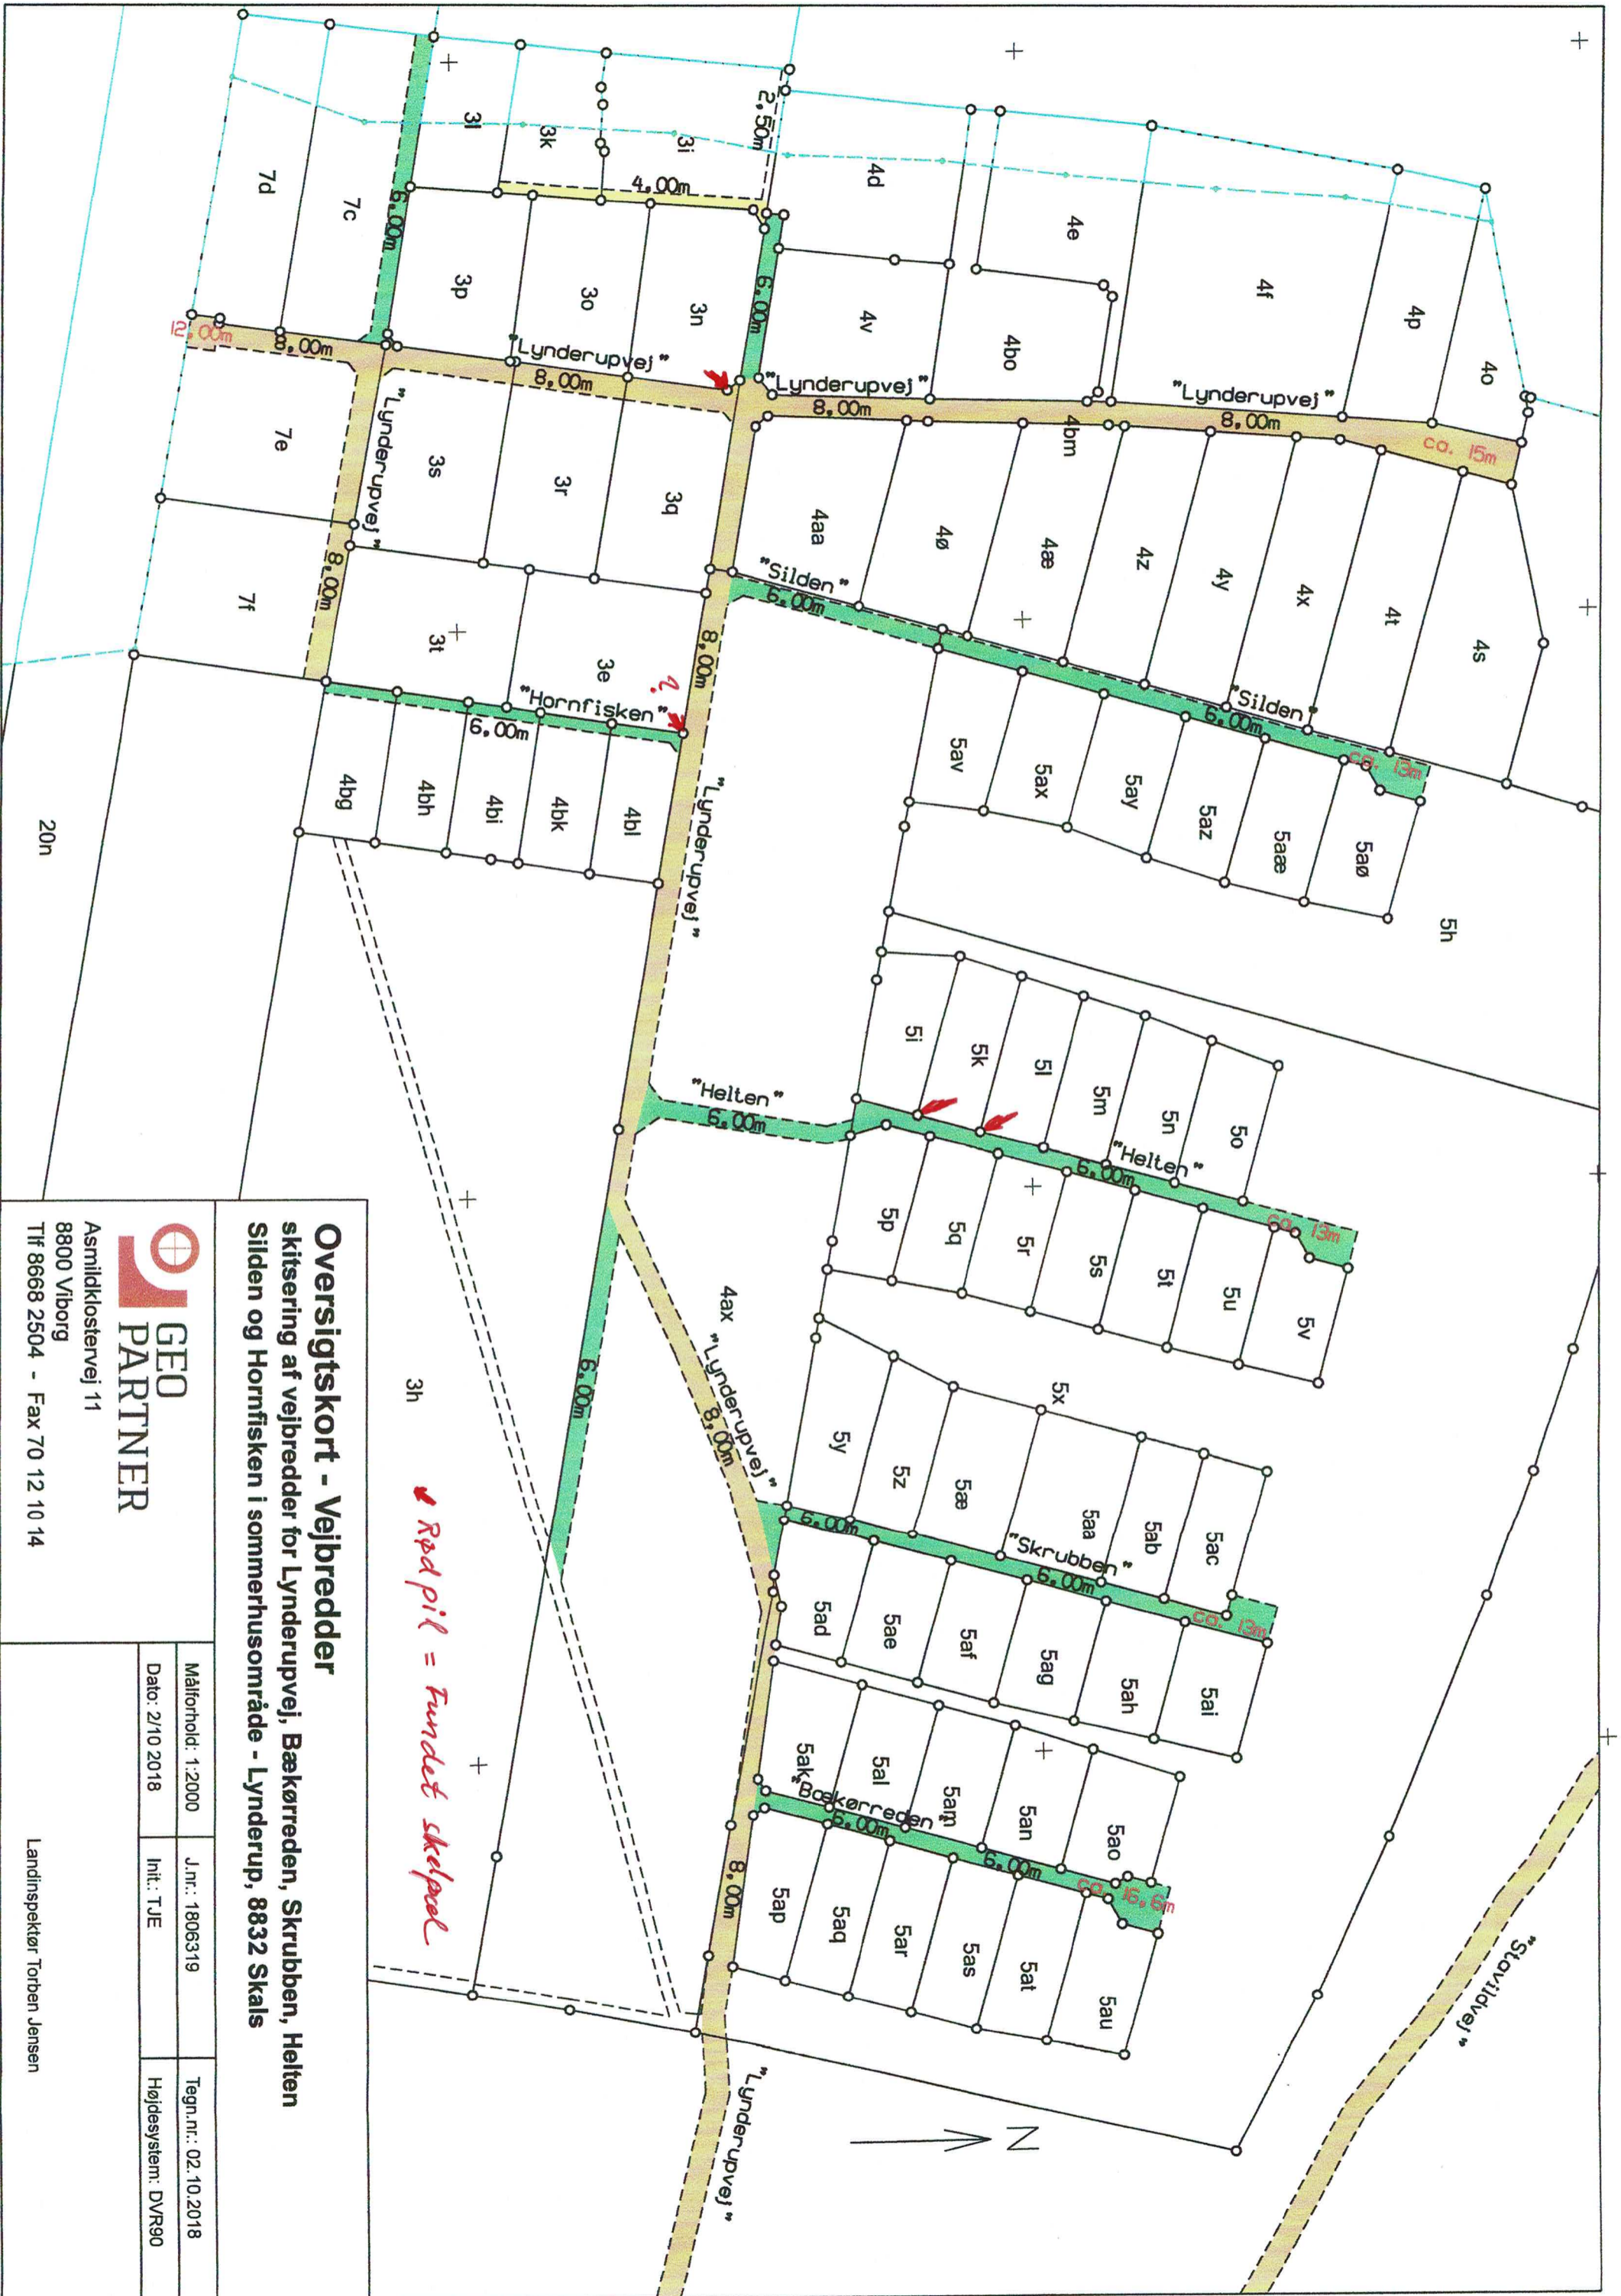 4o
4p
4f
4e
4d
4bo
4v
2,50m
3i
3k
3l
4,00m
6,00m
7c
7d
6,00m
3n
3o
3p
"Lynderupvej"
8,00m
ca. 15m
"Lynderupvej"
8,00m
4bm
"Lynderupvej"
8,00m
8,00m
12,00m
4s
4t
4x
4y
4z
4æ
4ø
4aa
3q
3r
3s
"Lynderupvej"
7e
7f
8,00m
3t
3e
"Silden"
6,00m
"Silden"
6,00m
ca. 13m
8,00m
?
"Hornfisken"
6,00m
5h
5aø
5aæ
5az
5ay
5ax
5av
4bl
4bk
4bi
4bh
4bg
"Lynderupvej"
20n
5o
5n
5m
5l
5k
5i
"Helten"
6,00m
"Helten"
6,00m
ca. 13m
5v
5u
5t
5s
5r
5q
5p
4ax
"Lynderupvej"
8,00m
6,00m
3h
5x
5ac
5ab
5aa
5æ
5z
5y
6,00m
"Skrubben"
6,00m
ca. 13m
5ai
5ah
5ag
5af
5ae
5ad
5ao
5an
5am
5al
5ak
"Bækørreden"
6,00m
6,00m
ca. 16,6m
5au
5at
5as
5ar
5aq
5ap
8,00m
"Stavildvej"
"Lynderupvej"
N
Rødpil = Fundet skelpæl
Oversigtskort - Vejbredder
skitsering af vejbredder for Lynderupvej, Bækørreden, Skrubben, Helten
Silden og Hornfisken i sommerhusområde - Lynderup, 8832 Skals
GEO
PARTNER
Asmildklostervej 11
8800 Viborg
Tlf 8668 2504 - Fax 70 12 10 14
Målforhold: 1:2000
J.nr.: 1806319
Tegn.nr.: 02.10.2018
Dato: 2/10 2018
Init.: TJE
Højdesystem: DVR90
Landinspektør Torben Jensen